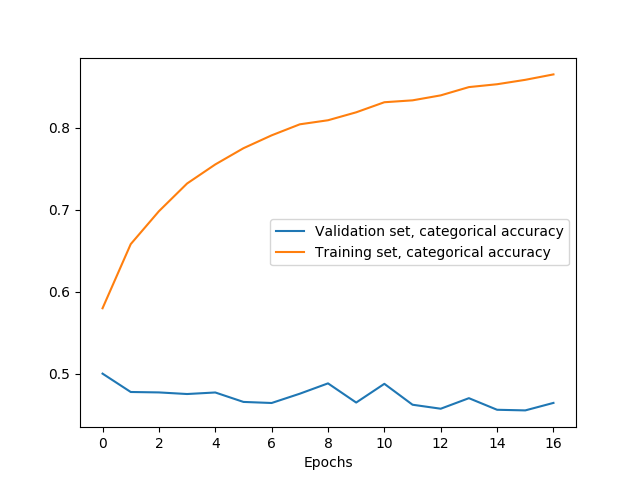 0.8
0.7
0.6
0.5
Validation set, categorical accuracy
Training set, categorical accuracy
0 2 4 6 8 10 12 14 16
Epochs